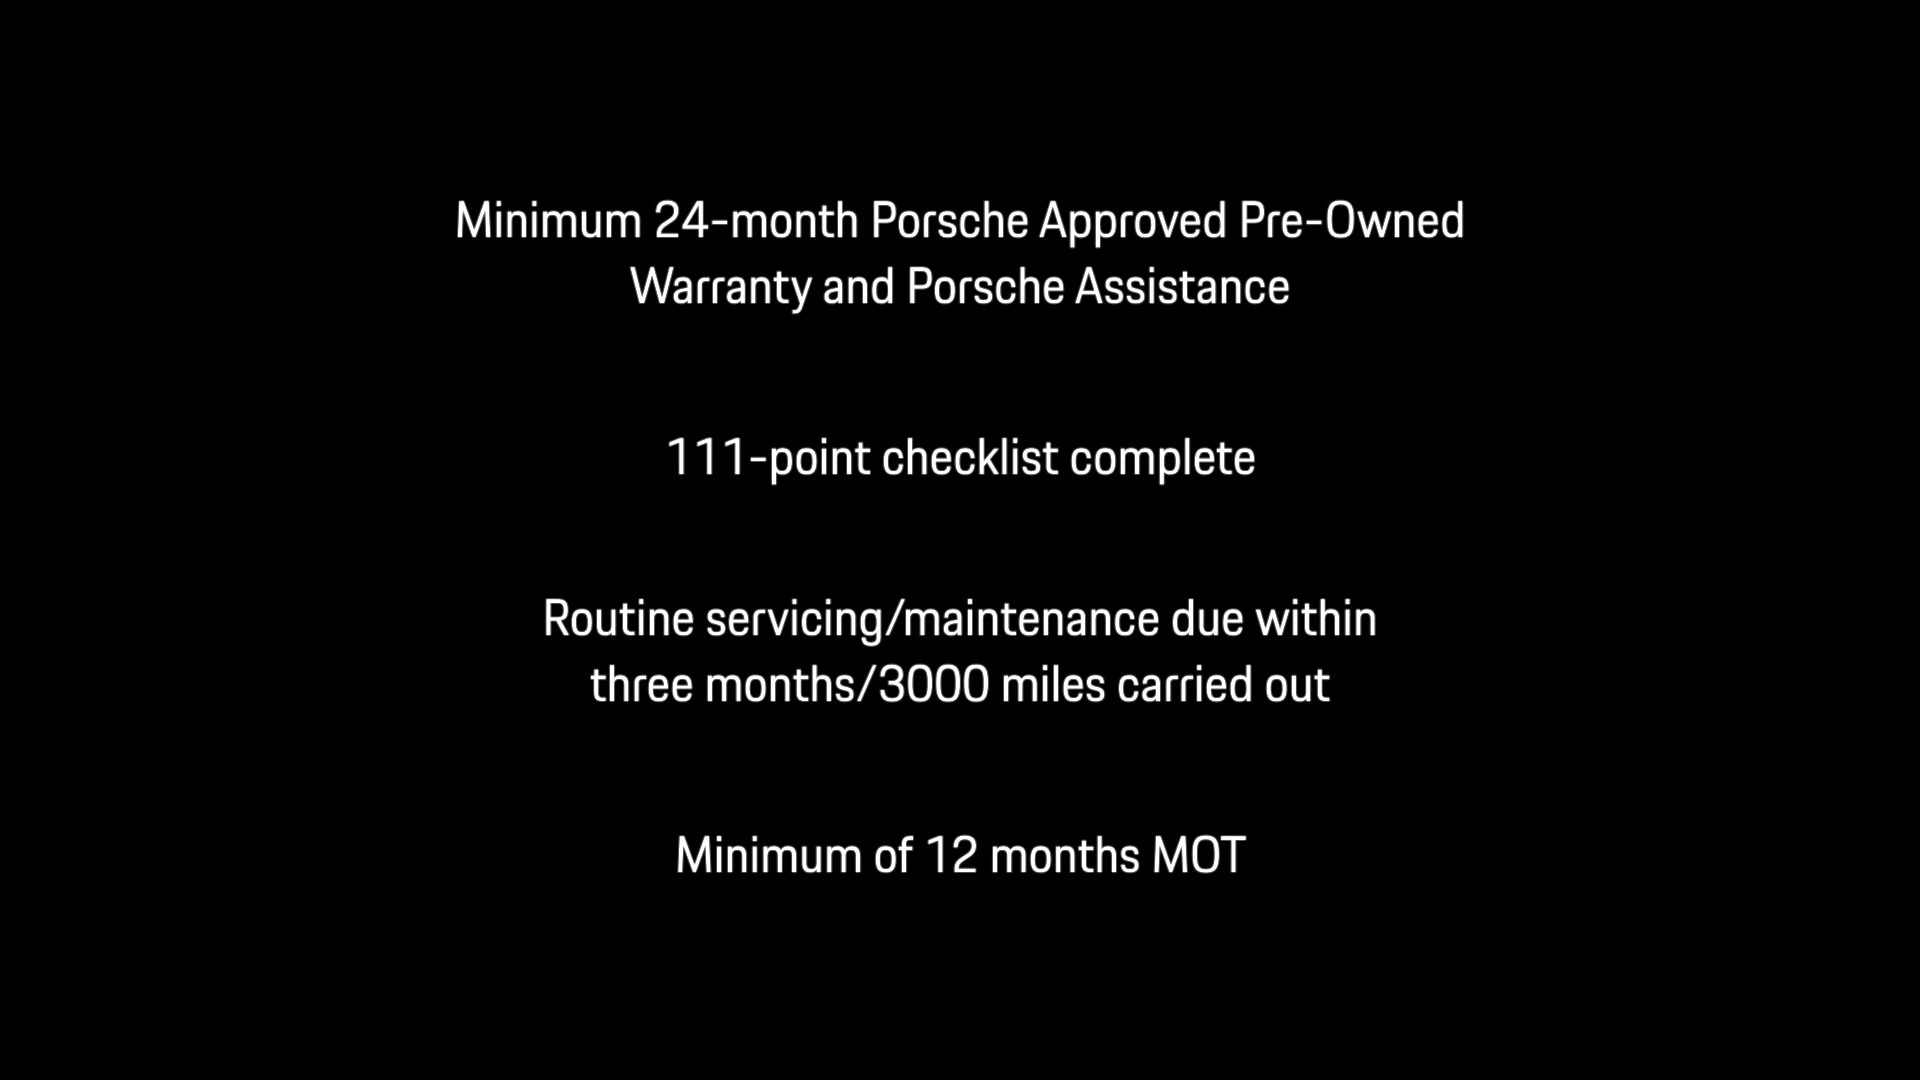 Minimum 24-month Porsche Approved Pre-Owned
Warranty and Porsche Assistance
111-point checklist complete
Routine servicing/maintenance due within
three months/3000 miles carried out
Minimum of 12 months MOT